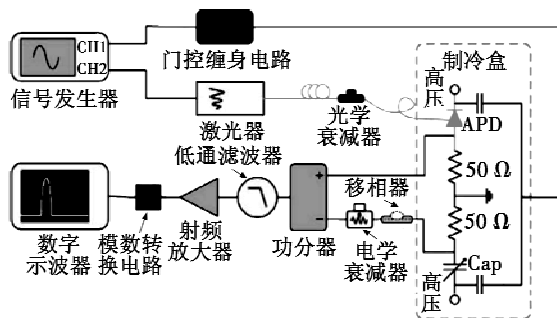 CH1
CH2
信号发生器
门控缠身电路
激光器
光学
衰减器
制冷盒
高压
APD
50 Ω
50 Ω
Cap
高压
移相器
电学
衰减器
功分器
低通滤波器
射频
放大器
模数转
换电路
数字
示波器